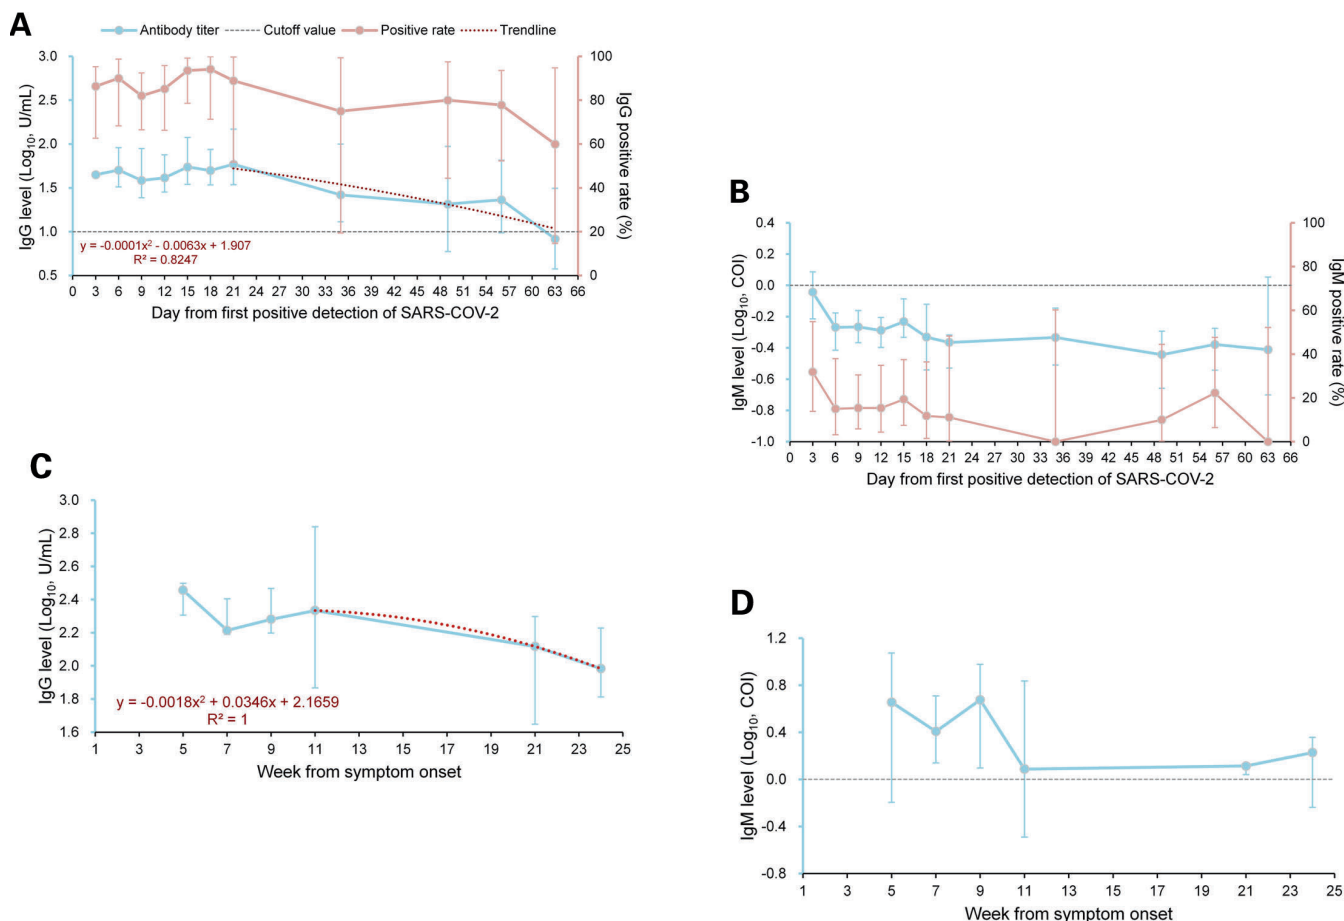 A
Antibody titer
Cutoff value
Positive rate
Trendline
3.0
2.5
2.0
1.5
1.0
0.5
IgG level (Log10, U/mL)
100
80
60
40
20
0
IgG positive rate (%)
y = -0.0001x² - 0.0063x + 1.907
R² = 0.8247
0 3 6 9 12 15 18 21 24 27 30 33 36 39 42 45 48 51 54 57 60 63 66
Day from first positive detection of SARS-COV-2
B
0.4
0.2
0.0
-0.2
-0.4
-0.6
-0.8
-1.0
IgM level (Log10, COI)
100
80
60
40
20
0
IgM positive rate (%)
0 3 6 9 12 15 18 21 24 27 30 33 36 39 42 45 48 51 54 57 60 63 66
Day from first positive detection of SARS-COV-2
C
3.0
2.8
2.6
2.4
2.2
2.0
1.8
1.6
IgG level (Log10, U/mL)
y = -0.0018x² + 0.0346x + 2.1659
R² = 1
1 3 5 7 9 11 13 15 17 19 21 23 25
Week from symptom onset
D
1.2
0.8
0.4
0.0
-0.4
-0.8
IgM level (Log10, COI)
1 3 5 7 9 11 13 15 17 19 21 23 25
Week from symptom onset